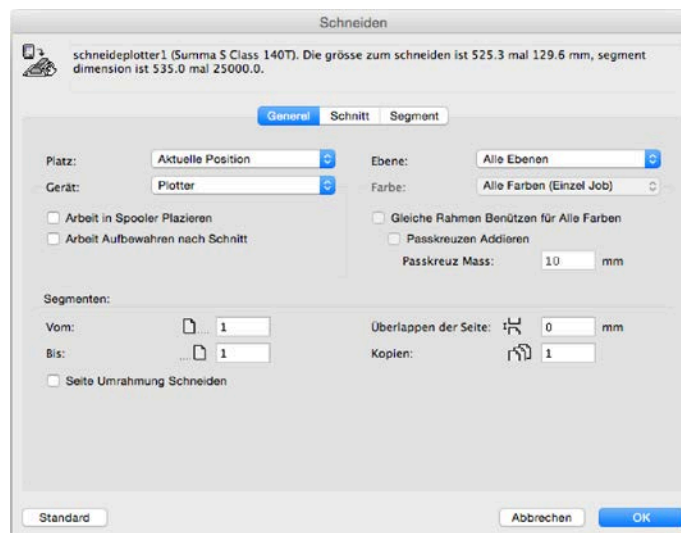 Schneiden
schneideplotter1 (Summa S Class 140T). Die grösse zum schneiden ist 525.3 mal 129.6 mm, segment
dimension ist 535.0 mal 25000.0.
General Schnitt Segment
Platz: Aktuelle Position Ebene: Alle Ebenen
Gerät: Plotter Farbe: Alle Farben (Einzel Job)
Arbeit in Spooler Plazieren Gleiche Rahmen Benützen für Alle Farben
Arbeit Aufbewahren nach Schnitt Passkreuzen Addieren
Passkreuz Mass: 10 mm
Segmenten:
Vom: 1 Überlappen der Seite: 0 mm
Bis: 1 Kopien: 1
Seite Umrahmung Schneiden
Standard Abbrechen OK